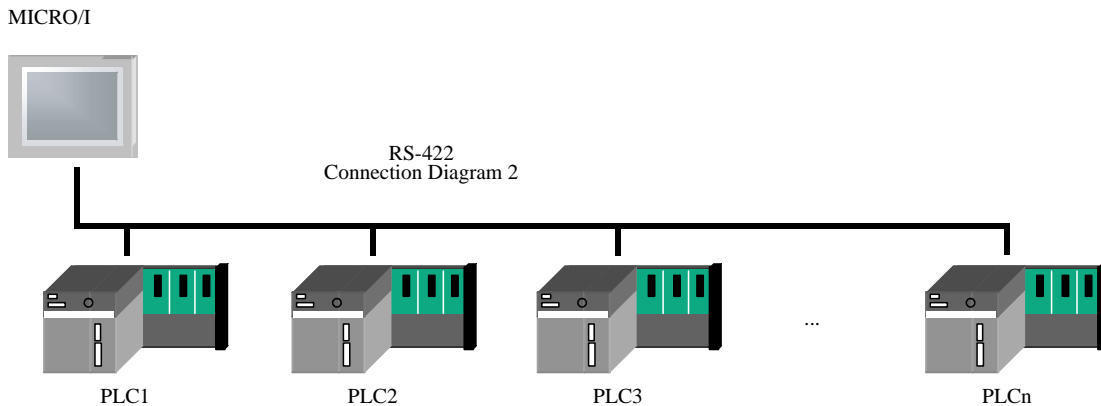 MICRO/I
RS-422
Connection Diagram 2
...
PLC1
PLC2
PLC3
PLCn